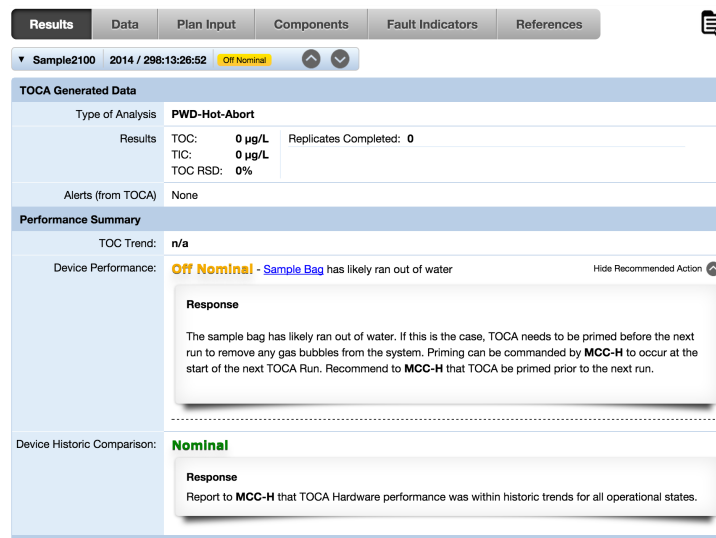 Results Data Plan Input Components Fault Indicators References
▼ Sample2100 2014 / 298:13:26:52 Off Nominal
TOCA Generated Data
Type of Analysis PWD-Hot-Abort
Results TOC: 0 µg/L Replicates Completed: 0
TIC: 0 µg/L
TOC RSD: 0%
Alerts (from TOCA) None
Performance Summary
TOC Trend: n/a
Device Performance: Off Nominal - Sample Bag has likely ran out of water Hide Recommended Action
Response
The sample bag has likely ran out of water. If this is the case, TOCA needs to be primed before the next
run to remove any gas bubbles from the system. Priming can be commanded by MCC-H to occur at the
start of the next TOCA Run. Recommend to MCC-H that TOCA be primed prior to the next run.
Device Historic Comparison: Nominal
Response
Report to MCC-H that TOCA Hardware performance was within historic trends for all operational states.